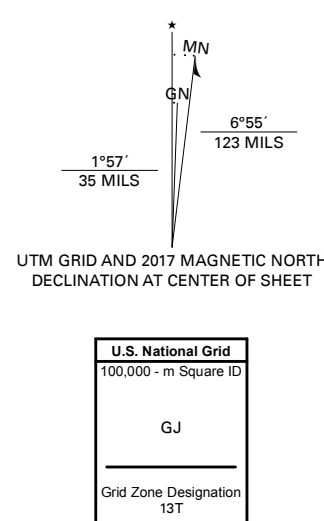 ★
MN
GN
6°55´
123 MILS
1°57´
35 MILS
UTM GRID AND 2017 MAGNETIC NORTH
DECLINATION AT CENTER OF SHEET
U.S. National Grid
100,000 - m Square ID
GJ
Grid Zone Designation
13T